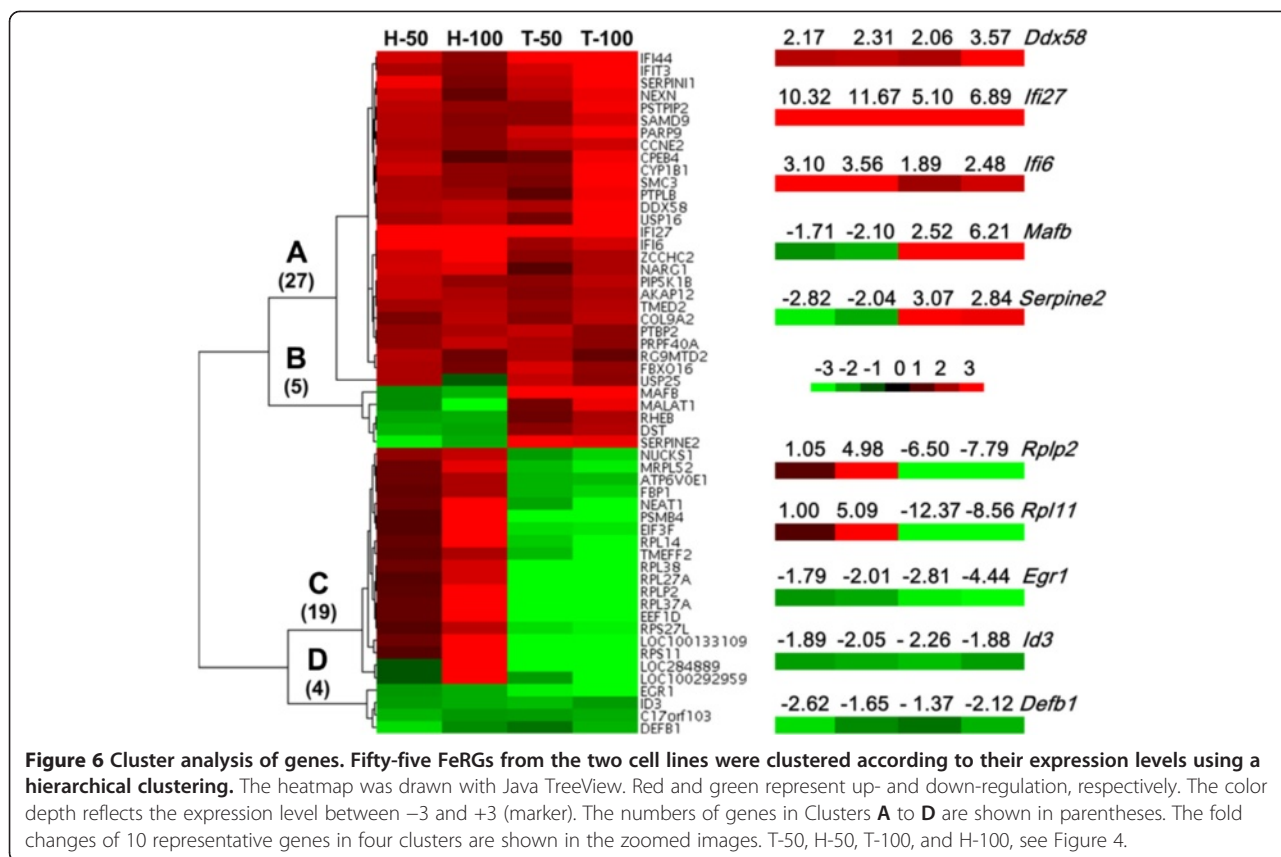 H-50 H-100 T-50 T-100
IFI44
IFIT3
SERPINI1
NEXN
PSTPIP2
SAMD9
PARP9
CCNE2
CPEB4
CYP1B1
SMC3
PTPLB
DDX58
USP16
IFI27
IFI6
ZCCHC2
NARG1
PIP5K1B
AKAP12
TMED2
COL9A2
PTBP2
PRPF40A
RG9MTD2
FBXO16
USP25
MAFB
MALAT1
RHEB
DST
SERPINE2
NUCKS1
MRPL52
ATP6V0E1
FBP1
NEAT1
PSMB4
EIF3F
RPL14
TMEFF2
RPL38
RPL27A
RPLP2
RPL37A
EEF1D
RPS27L
LOC100133109
RPS11
LOC284889
LOC100292959
EGR1
ID3
C17orf103
DEFB1
A
(27)
B
(5)
C
(19)
D
(4)
2.17 2.31 2.06 3.57 Ddx58
10.32 11.67 5.10 6.89 Ifi27
3.10 3.56 1.89 2.48 Ifi6
-1.71 -2.10 2.52 6.21 Mafb
-2.82 -2.04 3.07 2.84 Serpine2
-3 -2 -1 0 1 2 3
1.05 4.98 -6.50 -7.79 Rplp2
1.00 5.09 -12.37 -8.56 Rpl11
-1.79 -2.01 -2.81 -4.44 Egr1
-1.89 -2.05 - 2.26 -1.88 Id3
-2.62 -1.65 - 1.37 -2.12 Defb1
Figure 6 Cluster analysis of genes. Fifty-five FeRGs from the two cell lines were clustered according to their expression levels using a
hierarchical clustering. The heatmap was drawn with Java TreeView. Red and green represent up- and down-regulation, respectively. The color
depth reflects the expression level between −3 and +3 (marker). The numbers of genes in Clusters A to D are shown in parentheses. The fold
changes of 10 representative genes in four clusters are shown in the zoomed images. T-50, H-50, T-100, and H-100, see Figure 4.